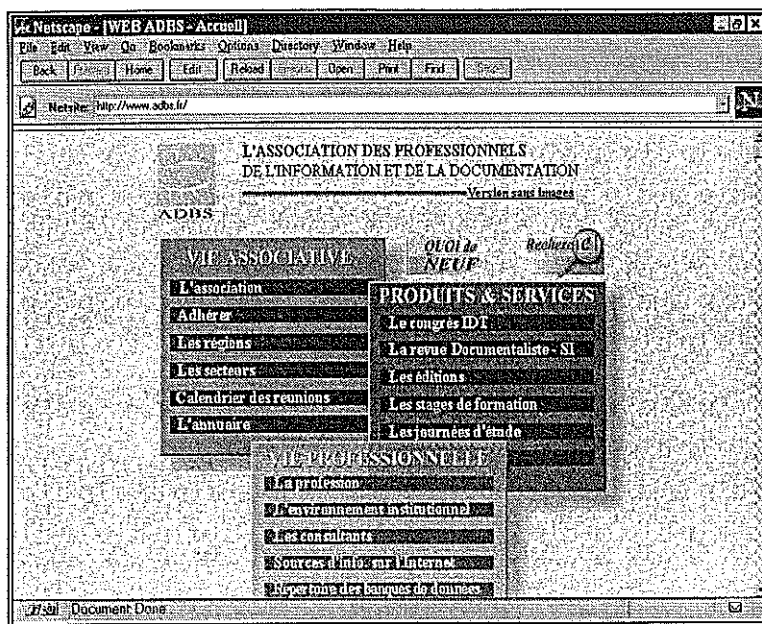 Netscape - [WEB ADBS - Accueil]
File Edit View Go Bookmarks Options Directory Window Help
Back Forward Home Edit Reload Open Print Find Stop
Netsite: http://www.adbs.fr/
L'ASSOCIATION DES PROFESSIONNELS
DE L'INFORMATION ET DE LA DOCUMENTATION
Version sans images
ADBS
VIE ASSOCIATIVE
L'association
Adhérer
Les régions
Les secteurs
Calendrier des reunions
L'annuaire
QUOI de
NEUF
Recherche
PRODUITS & SERVICES
Le congrès IDT
La revue Documentaliste - SI
Les éditions
Les stages de formation
Les journées d'étude
VIE PROFESSIONNELLE
La profession
L'environnement institutionnel
Les consultants
Sources d'info. sur l'Internet
Répertoire des banques de données
Document Done